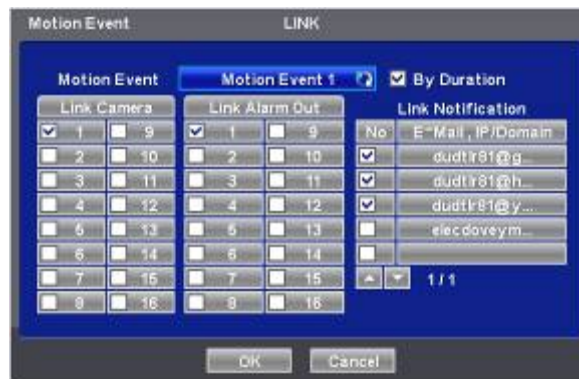 Motion Event LINK
Motion Event Motion Event 1 By Duration
Link Camera Link Alarm Out Link Notification
1 9 1 9 No E-Mail, IP/Domain
2 10 2 10 dudtlr81@g...
3 11 3 11 dudtlr81@h...
4 12 4 12 dudtlr81@y...
5 13 5 13 elecdoveym...
6 14 6 14
7 15 7 15 1/1
8 16 8 16
OK Cancel